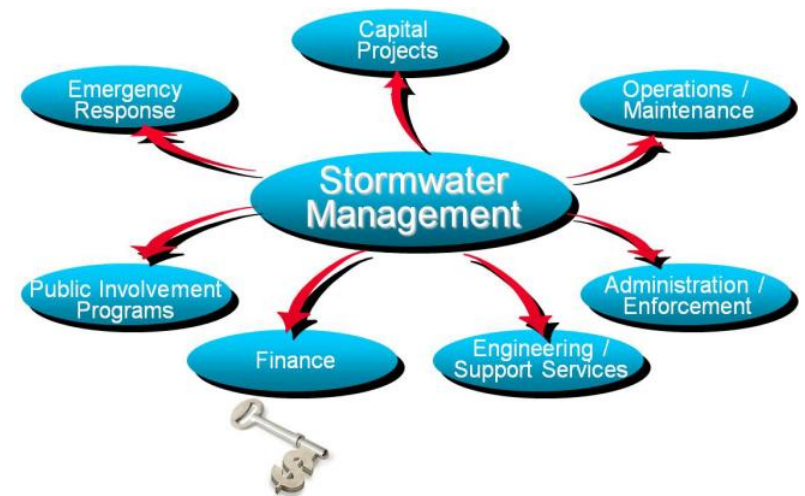 Capital
Projects
Emergency
Response
Operations /
Maintenance
Stormwater
Management
Public Involvement
Programs
Administration /
Enforcement
Finance
Engineering /
Support Services
$